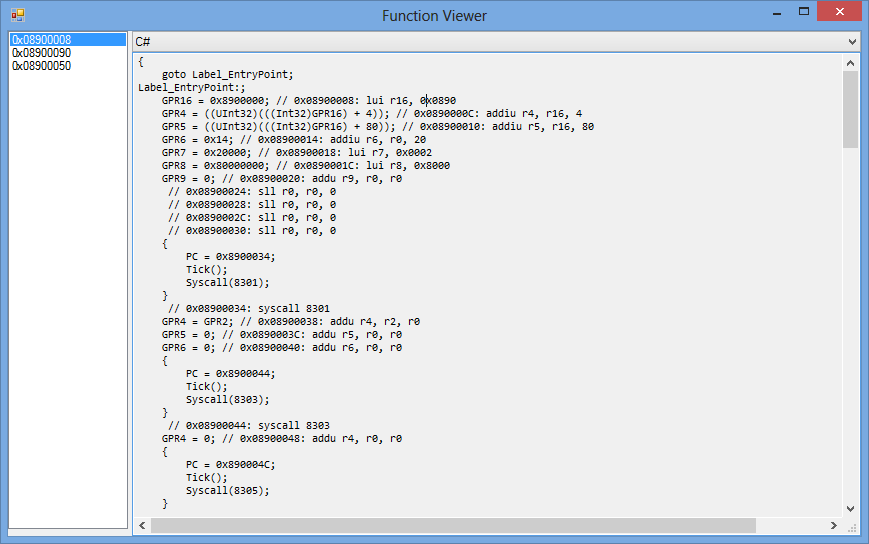 Function Viewer
0x08900008
0x08900090
0x08900050
C#
{
goto Label_EntryPoint;
Label_EntryPoint:;
GPR16 = 0x8900000; // 0x08900008: lui r16, 0x0890
GPR4 = ((UInt32)(((Int32)GPR16) + 4)); // 0x0890000C: addiu r4, r16, 4
GPR5 = ((UInt32)(((Int32)GPR16) + 80)); // 0x08900010: addiu r5, r16, 80
GPR6 = 0x14; // 0x08900014: addiu r6, r0, 20
GPR7 = 0x20000; // 0x08900018: lui r7, 0x0002
GPR8 = 0x80000000; // 0x0890001C: lui r8, 0x8000
GPR9 = 0; // 0x08900020: addu r9, r0, r0
// 0x08900024: sll r0, r0, 0
// 0x08900028: sll r0, r0, 0
// 0x0890002C: sll r0, r0, 0
// 0x08900030: sll r0, r0, 0
{
PC = 0x8900034;
Tick();
Syscall(8301);
}
// 0x08900034: syscall 8301
GPR4 = GPR2; // 0x08900038: addu r4, r2, r0
GPR5 = 0; // 0x0890003C: addu r5, r0, r0
GPR6 = 0; // 0x08900040: addu r6, r0, r0
{
PC = 0x8900044;
Tick();
Syscall(8303);
}
// 0x08900044: syscall 8303
GPR4 = 0; // 0x08900048: addu r4, r0, r0
{
PC = 0x890004C;
Tick();
Syscall(8305);
}